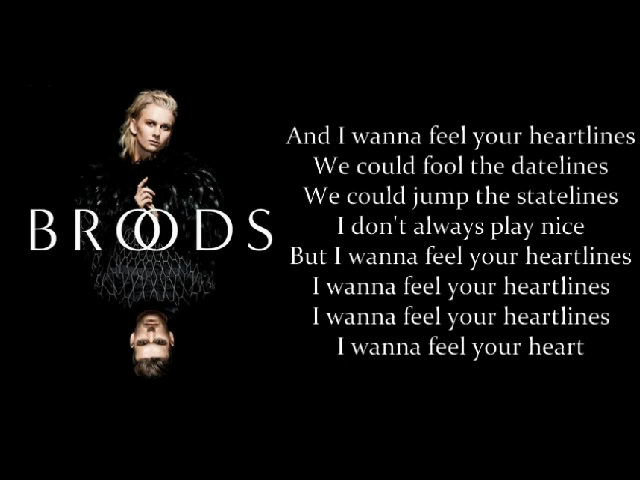 BROODS
And I wanna feel your heartlines
We could fool the datelines
We could jump the statelines
I don't always play nice
But I wanna feel your heartlines
I wanna feel your heartlines
I wanna feel your heartlines
I wanna feel your heart